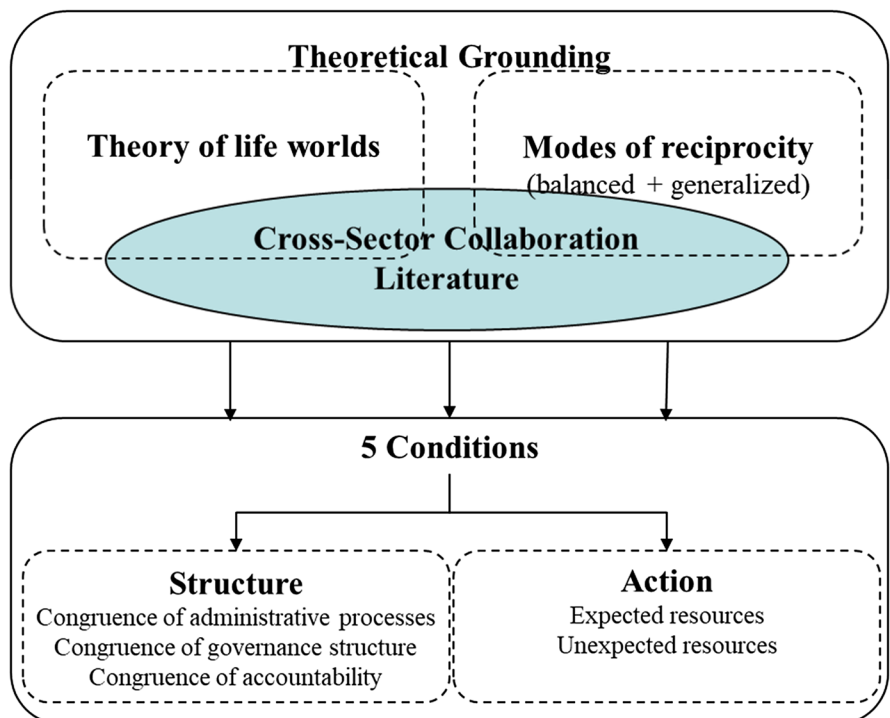 Theoretical Grounding
Theory of life worlds
Modes of reciprocity
(balanced + generalized)
Cross-Sector Collaboration
Literature
5 Conditions
Structure
Congruence of administrative processes
Congruence of governance structure
Congruence of accountability
Action
Expected resources
Unexpected resources